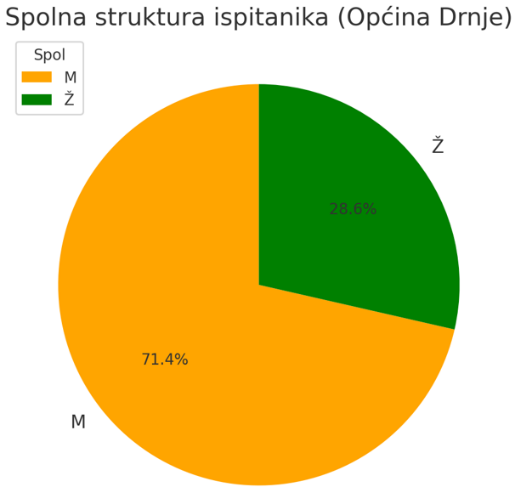 Spolna struktura ispitanika (Općina Drnje)
Spol
M
Ž
Ž
28.6%
71.4%
M